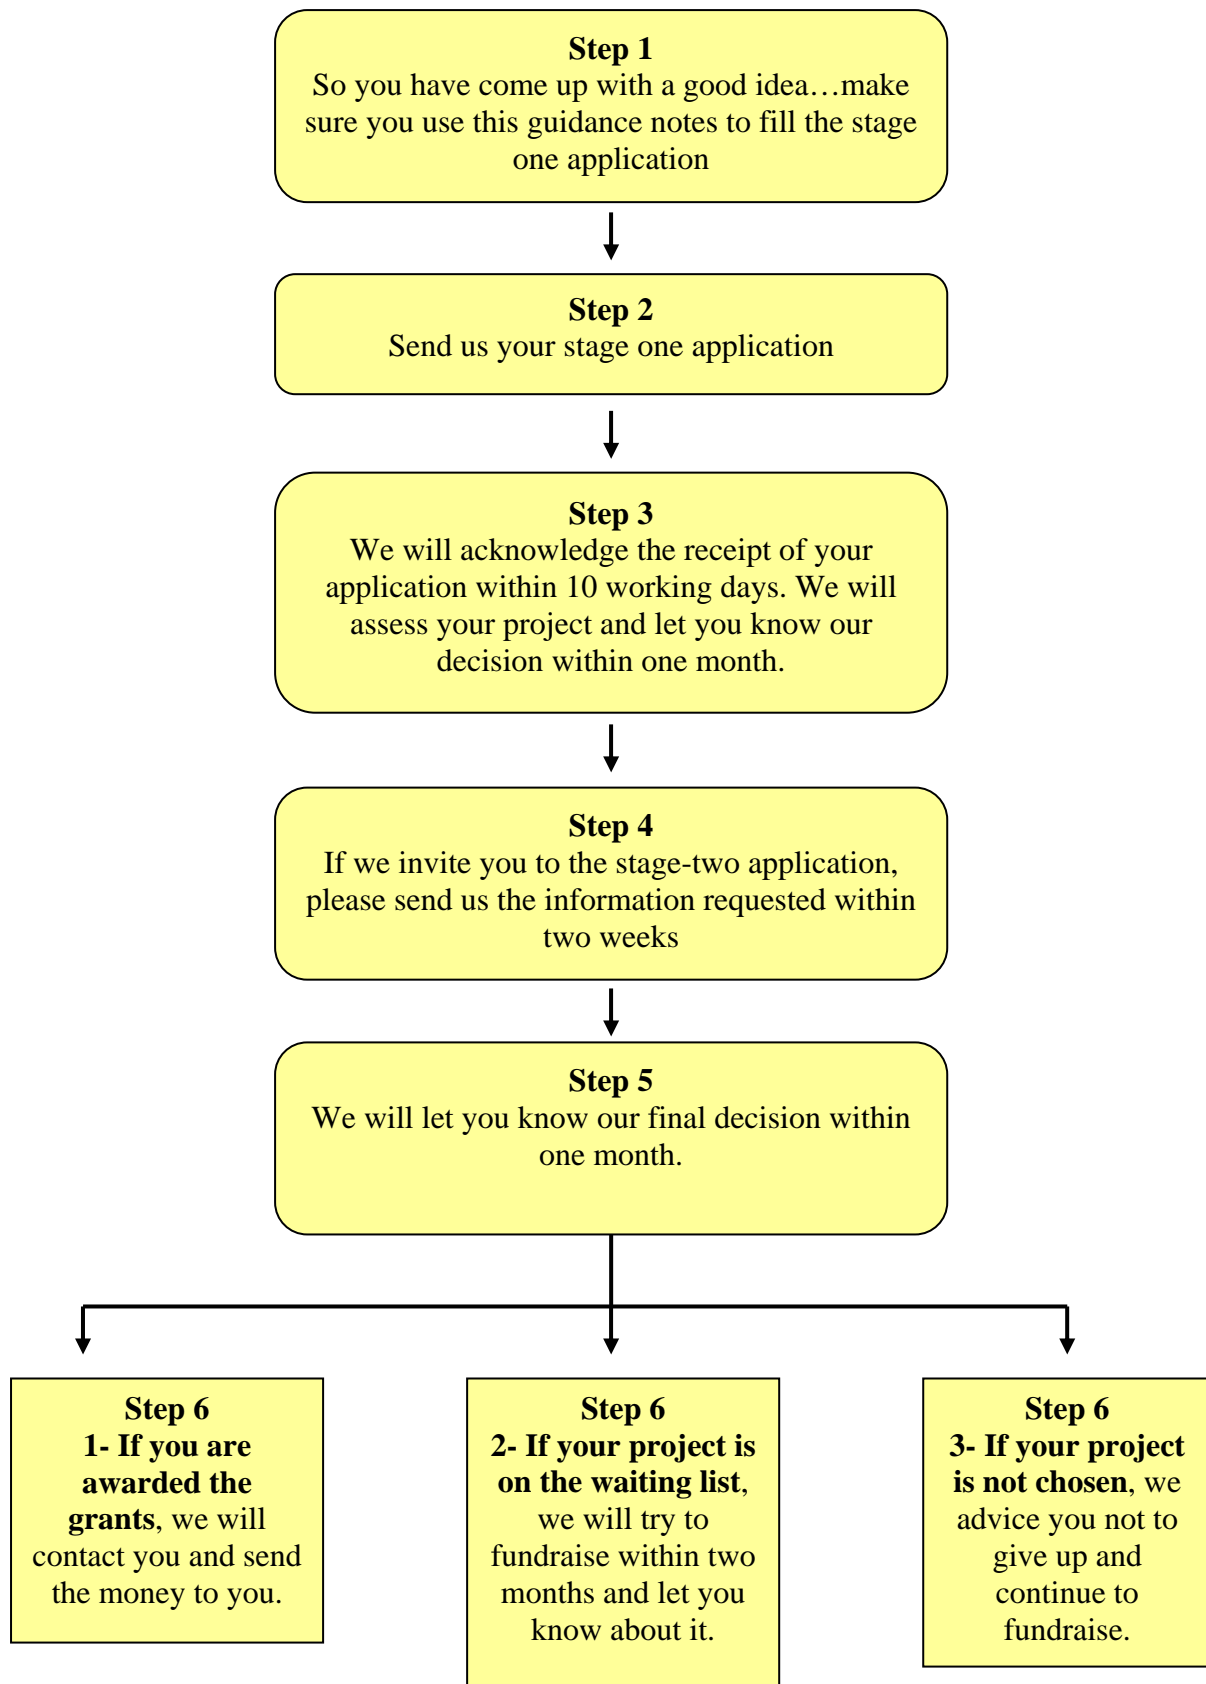 Step 1
So you have come up with a good idea…make
sure you use this guidance notes to fill the stage
one application
Step 2
Send us your stage one application
Step 3
We will acknowledge the receipt of your
application within 10 working days. We will
assess your project and let you know our
decision within one month.
Step 4
If we invite you to the stage-two application,
please send us the information requested within
two weeks
Step 5
We will let you know our final decision within
one month.
Step 6
1- If you are
awarded the
grants, we will
contact you and send
the money to you.
Step 6
2- If your project is
on the waiting list,
we will try to
fundraise within two
months and let you
know about it.
Step 6
3- If your project
is not chosen, we
advice you not to
give up and
continue to
fundraise.